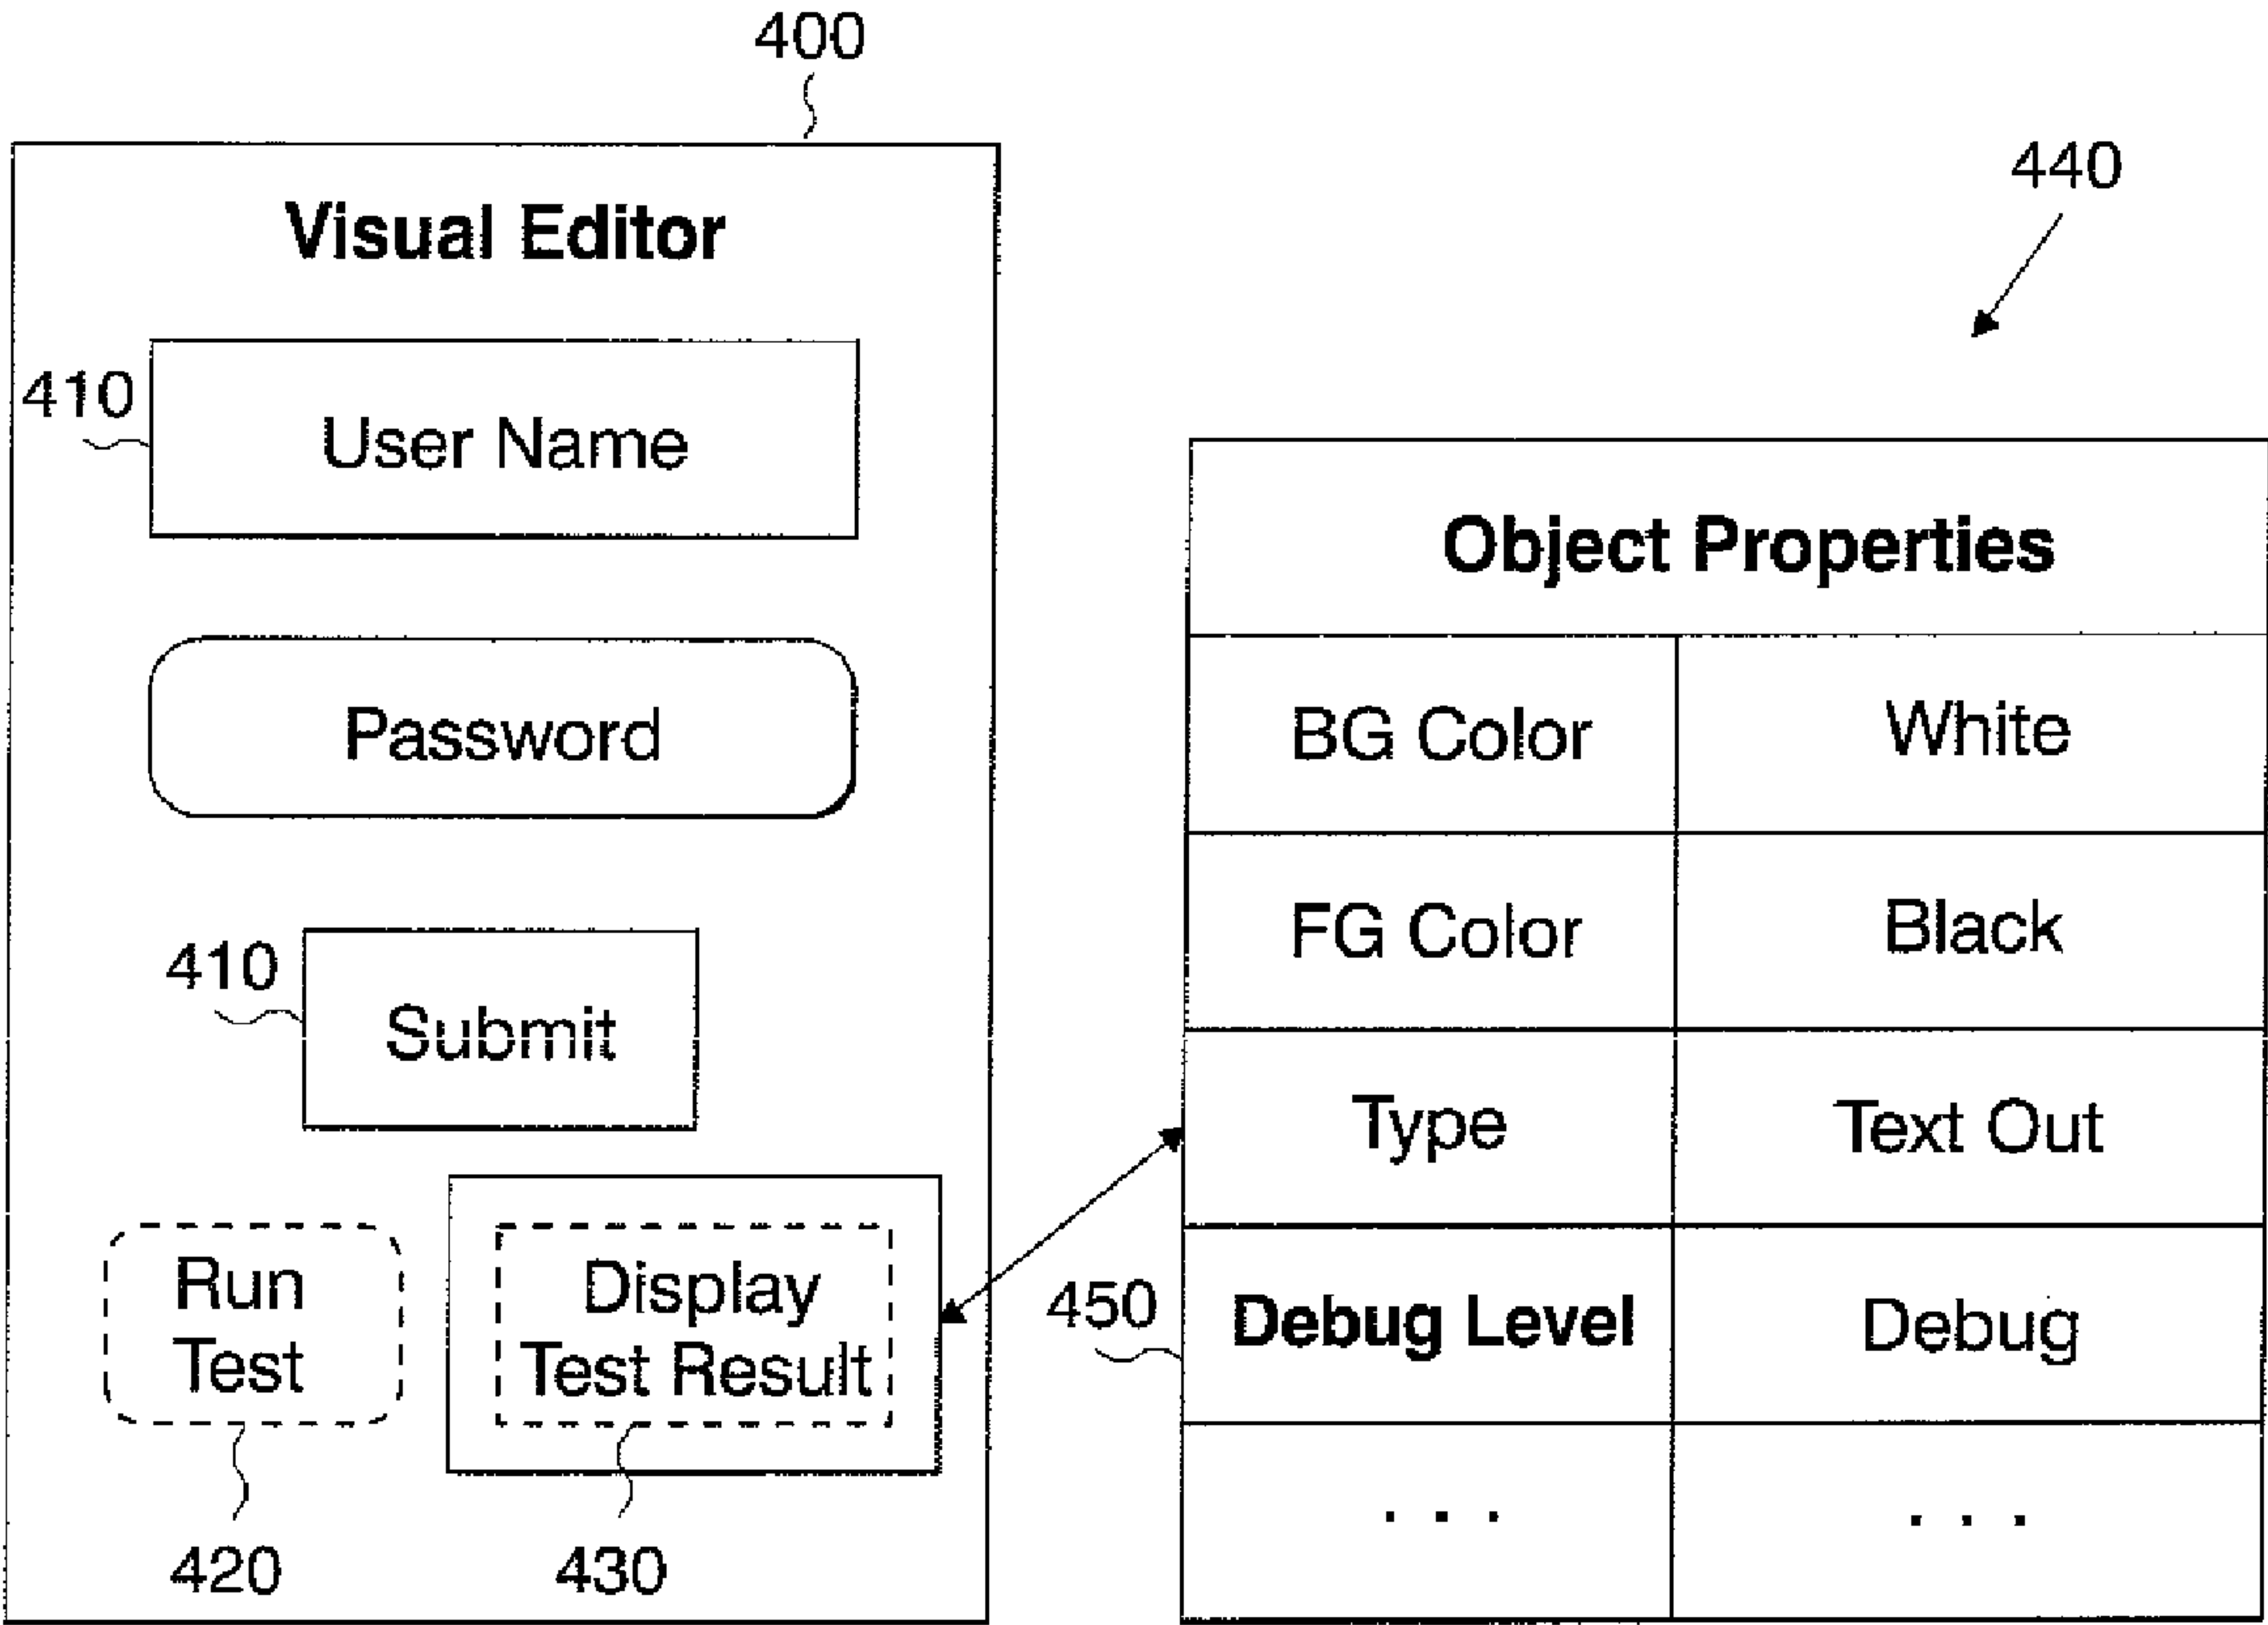 400
440
Visual Editor
410
User Name
Password
410
Submit
Run
Test
Display
Test Result
420
430
Object Properties
BG Color White
FG Color Black
Type Text Out
450
Debug Level Debug
. . . . . .